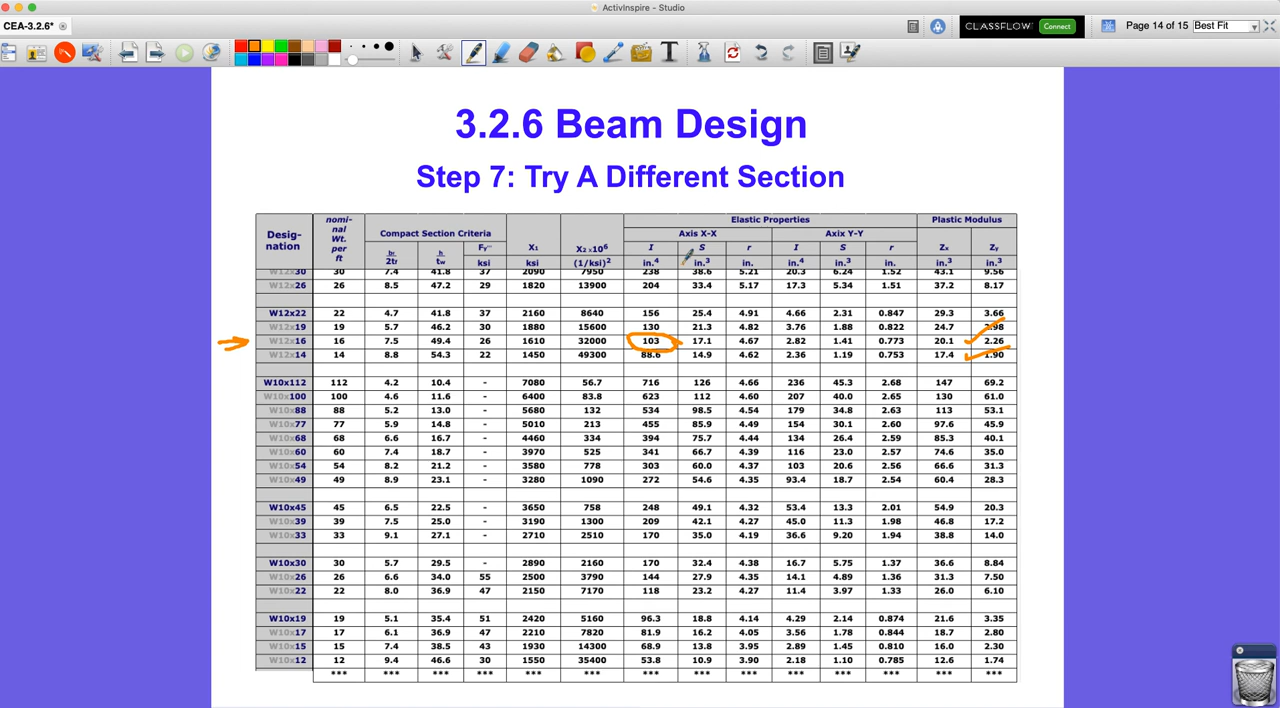 ActivInspire - Studio
CEA-3.2.6*
CLASSFLOW Connect
Page 14 of 15 Best Fit
3.2.6 Beam Design
Step 7: Try A Different Section
Desig-nation nomi-nal Wt. per ft Compact Section Criteria X1 X2 x10⁶ Elastic Properties Plastic Modulus
Axis X-X Axis Y-Y
bf/2tf h/tw Fy''' ksi ksi (1/ksi)² I in.⁴ S in.³ r in. I in.⁴ S in.³ r in. Zx in.³ Zy in.³
W12x30 30 7.4 41.8 37 2090 7950 238 38.6 5.21 20.3 6.24 1.52 43.1 9.56
W12x26 26 8.5 47.2 29 1820 13900 204 33.4 5.17 17.3 5.34 1.51 37.2 8.17
W12x22 22 4.7 41.8 37 2160 8640 156 25.4 4.91 4.66 2.31 0.847 29.3 3.66
W12x19 19 5.7 46.2 30 1880 15600 130 21.3 4.82 3.76 1.88 0.822 24.7 2.98
W12x16 16 7.5 49.4 26 1610 32000 103 17.1 4.67 2.82 1.41 0.773 20.1 2.26
W12x14 14 8.8 54.3 22 1450 49300 88.6 14.9 4.62 2.36 1.19 0.753 17.4 1.90
W10x112 112 4.2 10.4 - 7080 56.7 716 126 4.66 236 45.3 2.68 147 69.2
W10x100 100 4.6 11.6 - 6400 83.8 623 112 4.60 207 40.0 2.65 130 61.0
W10x88 88 5.2 13.0 - 5680 132 534 98.5 4.54 179 34.8 2.63 113 53.1
W10x77 77 5.9 14.8 - 5010 213 455 85.9 4.49 154 30.1 2.60 97.6 45.9
W10x68 68 6.6 16.7 - 4460 334 394 75.7 4.44 134 26.4 2.59 85.3 40.1
W10x60 60 7.4 18.7 - 3970 525 341 66.7 4.39 116 23.0 2.57 74.6 35.0
W10x54 54 8.2 21.2 - 3580 778 303 60.0 4.37 103 20.6 2.56 66.6 31.3
W10x49 49 8.9 23.1 - 3280 1090 272 54.6 4.35 93.4 18.7 2.54 60.4 28.3
W10x45 45 6.5 22.5 - 3650 758 248 49.1 4.32 53.4 13.3 2.01 54.9 20.3
W10x39 39 7.5 25.0 - 3190 1300 209 42.1 4.27 45.0 11.3 1.98 46.8 17.2
W10x33 33 9.1 27.1 - 2710 2510 170 35.0 4.19 36.6 9.20 1.94 38.8 14.0
W10x30 30 5.7 29.5 - 2890 2160 170 32.4 4.38 16.7 5.75 1.37 36.6 8.84
W10x26 26 6.6 34.0 55 2500 3790 144 27.9 4.35 14.1 4.89 1.36 31.3 7.50
W10x22 22 8.0 36.9 47 2150 7170 118 23.2 4.27 11.4 3.97 1.33 26.0 6.10
W10x19 19 5.1 35.4 51 2420 5160 96.3 18.8 4.14 4.29 2.14 0.874 21.6 3.35
W10x17 17 6.1 36.9 47 2210 7820 81.9 16.2 4.05 3.56 1.78 0.844 18.7 2.80
W10x15 15 7.4 38.5 43 1930 14300 68.9 13.8 3.95 2.89 1.45 0.810 16.0 2.30
W10x12 12 9.4 46.6 30 1550 35400 53.8 10.9 3.90 2.18 1.10 0.785 12.6 1.74
*** *** *** *** *** *** *** *** *** *** *** *** *** ***